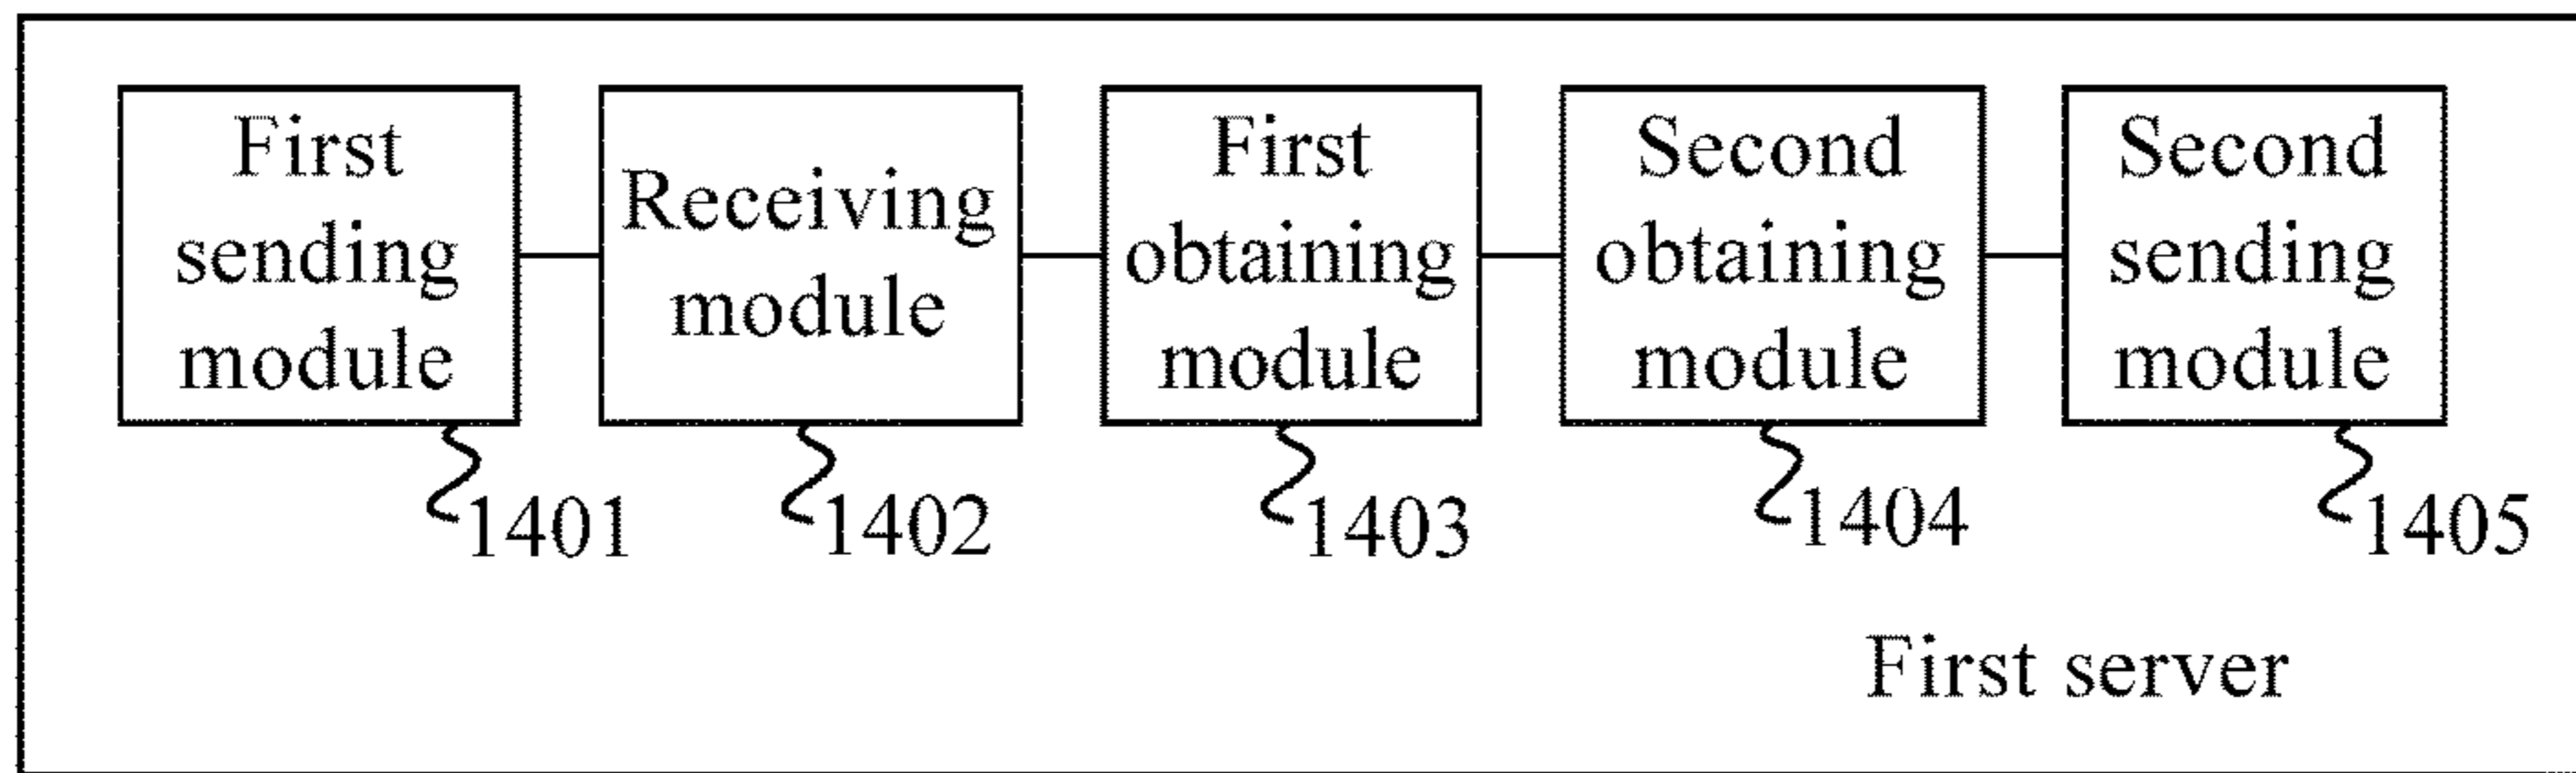 First
sending
module
Receiving
module
First
obtaining
module
Second
obtaining
module
Second
sending
module
1401
1402
1403
1404
1405
First server